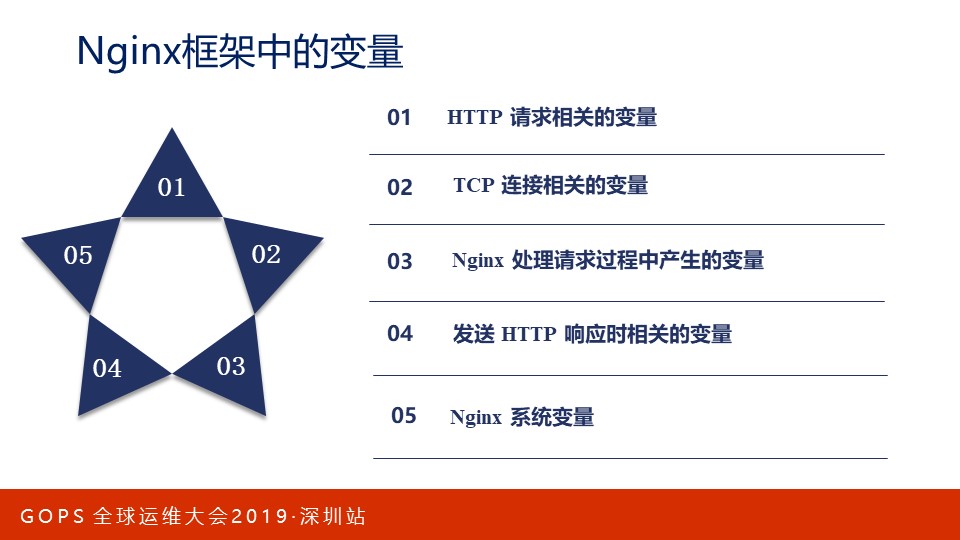 Nginx框架中的变量
01 HTTP 请求相关的变量
02 TCP 连接相关的变量
03 Nginx 处理请求过程中产生的变量
04 发送 HTTP 响应时相关的变量
05 Nginx 系统变量
01
05
02
04
03
GOPS 全球运维大会2019·深圳站